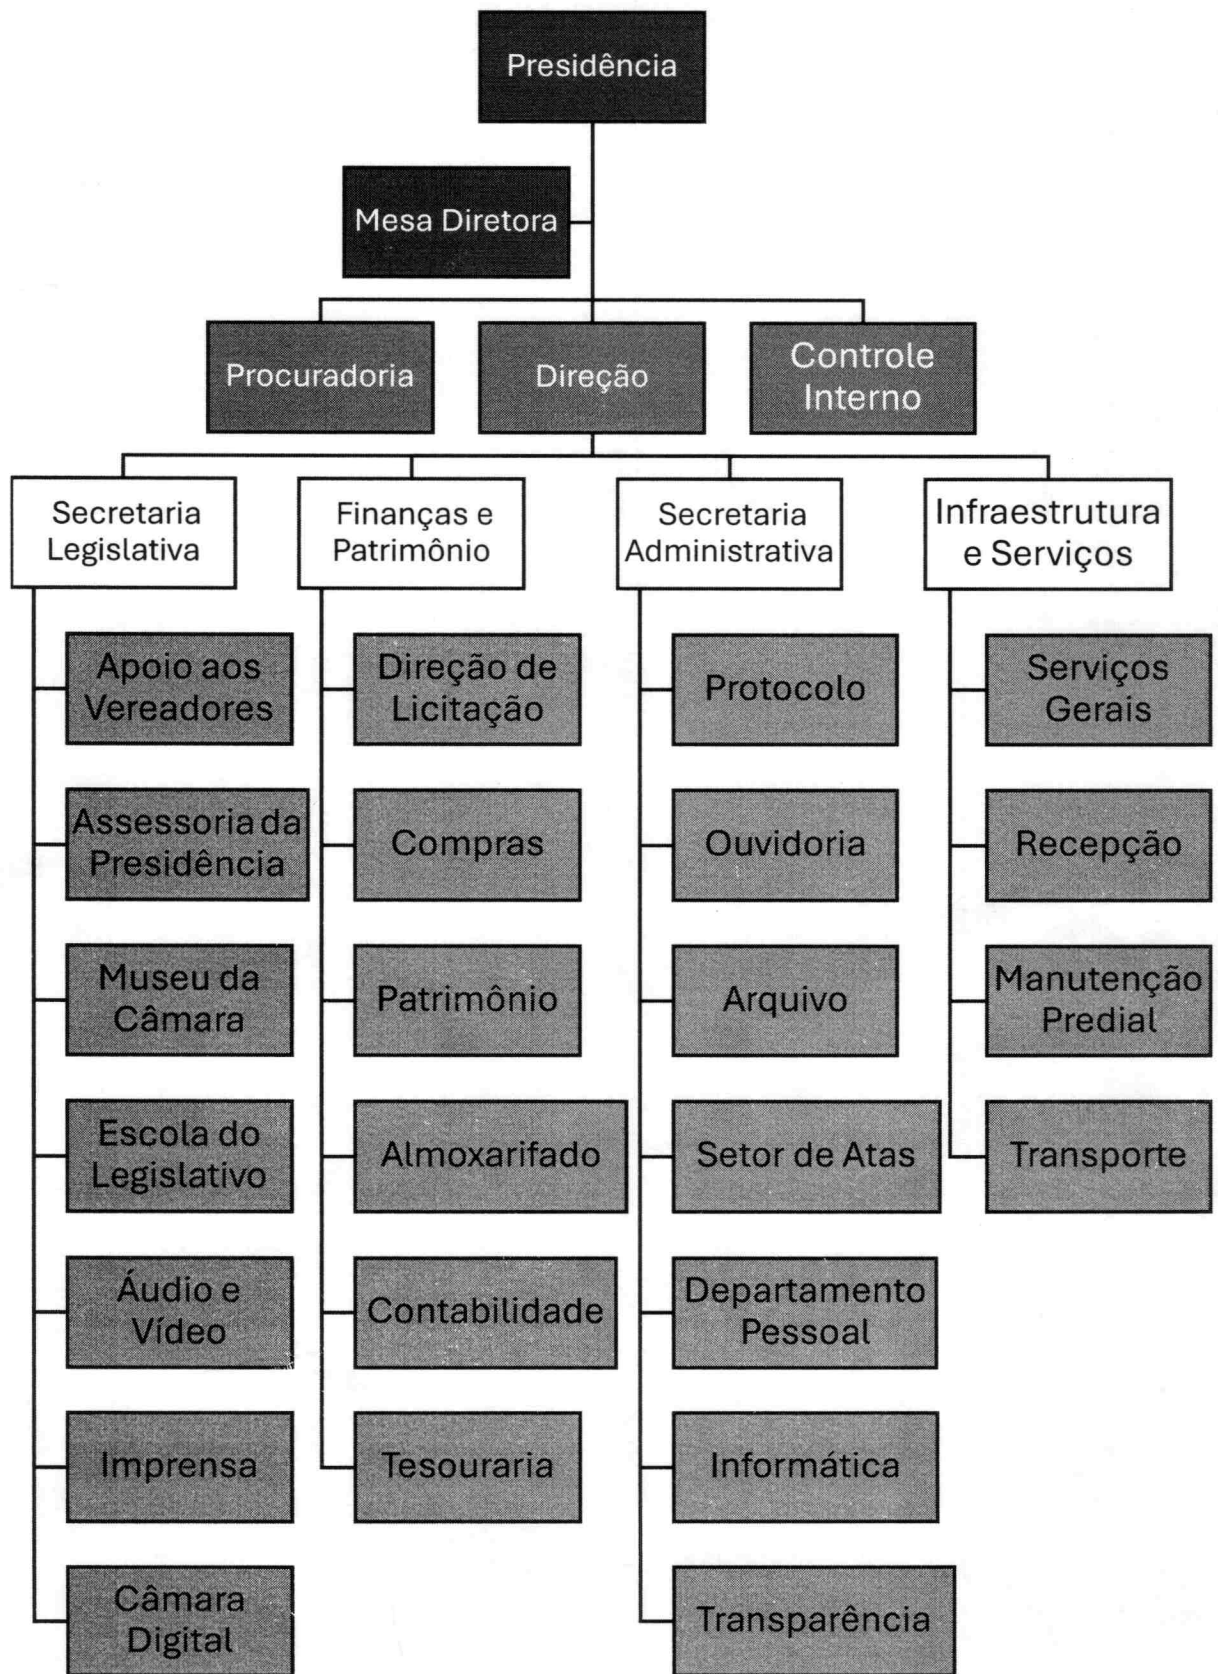 Presidência
Mesa Diretora
Procuradoria
Direção
Controle
Interno
Secretaria
Legislativa
Finanças e
Patrimônio
Secretaria
Administrativa
Infraestrutura
e Serviços
Apoio aos
Vereadores
Assessoria da
Presidência
Museu da
Câmara
Escola do
Legislativo
Áudio e
Vídeo
Imprensa
Câmara
Digital
Direção de
Licitação
Compras
Patrimônio
Almoxarifado
Contabilidade
Tesouraria
Protocolo
Ouvidoria
Arquivo
Setor de Atas
Departamento
Pessoal
Informática
Transparência
Serviços
Gerais
Recepção
Manutenção
Predial
Transporte